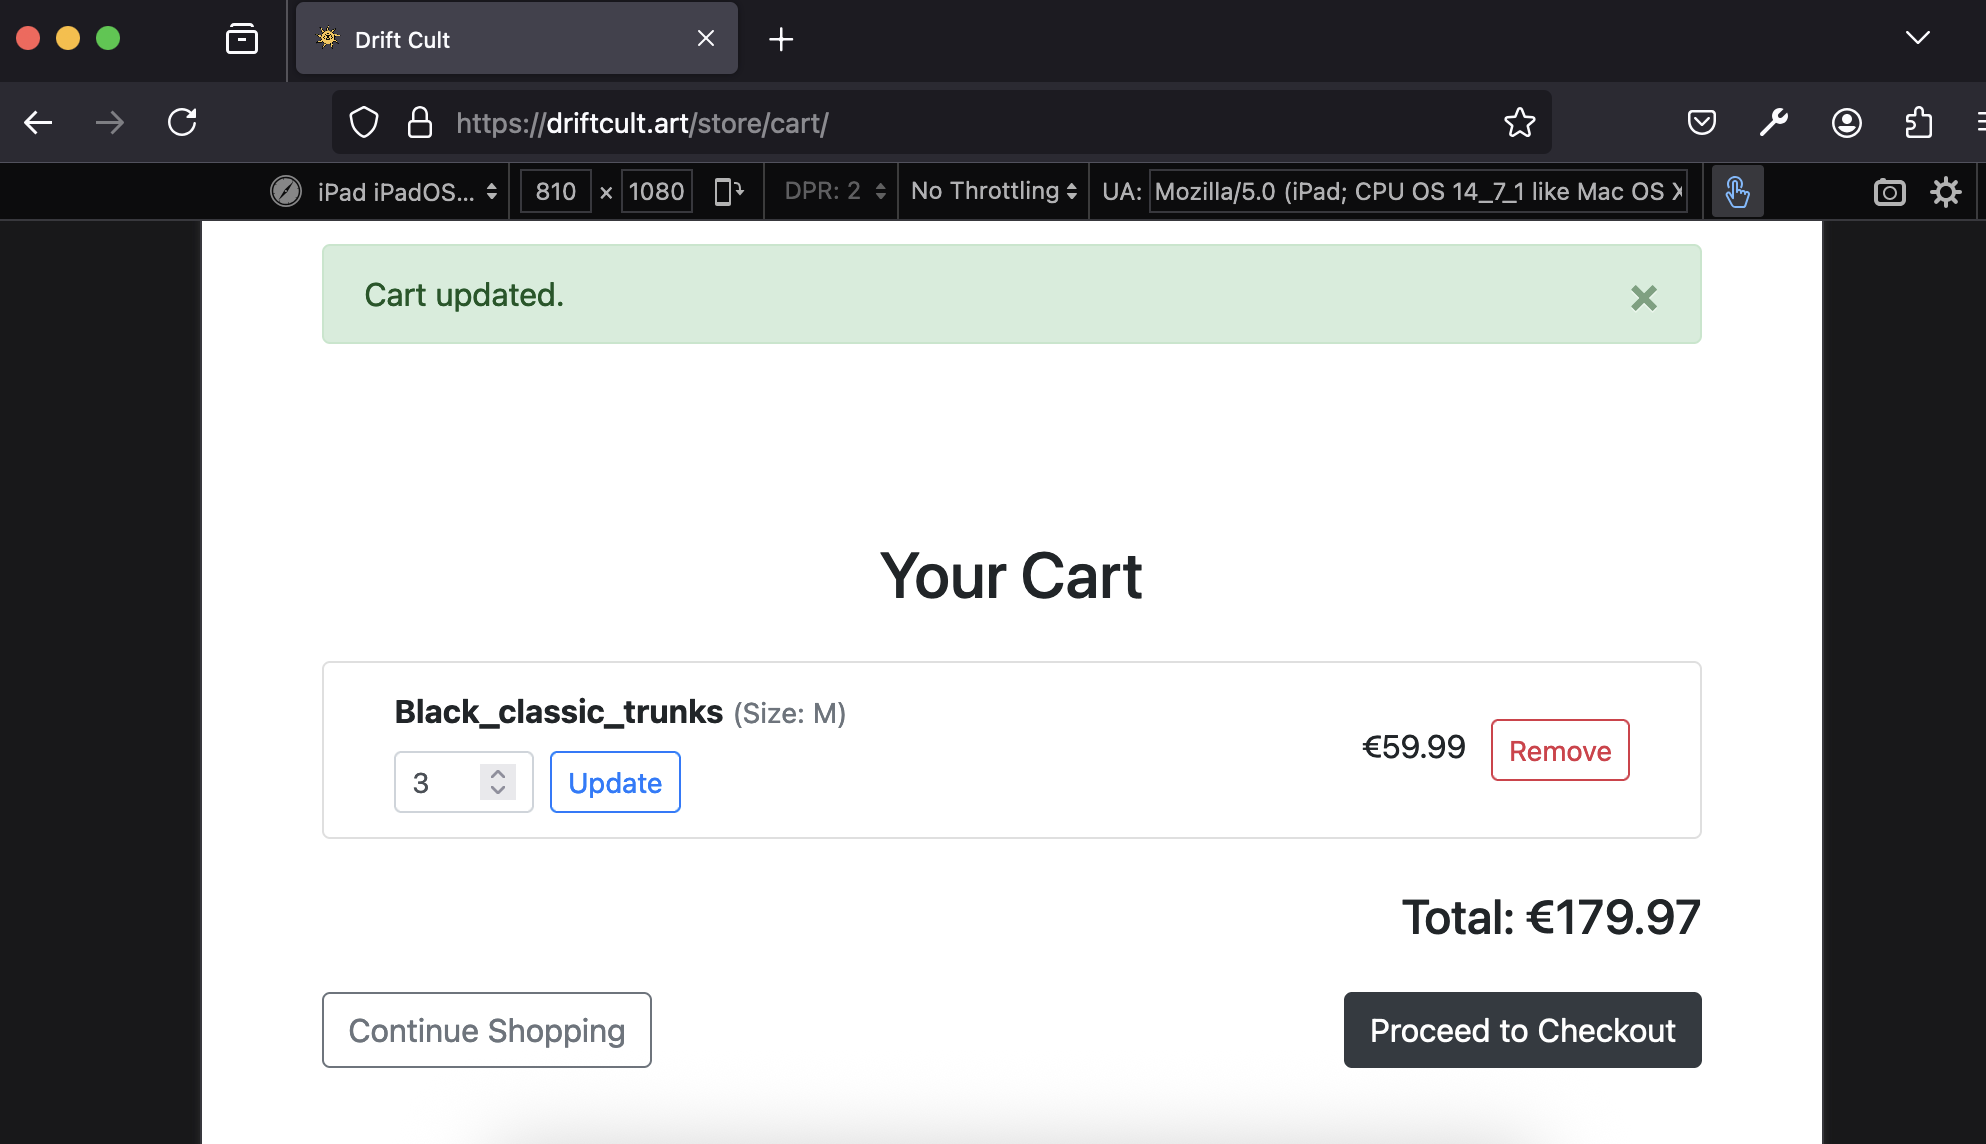 Drift Cult
https://driftcult.art/store/cart/
iPad iPadOS... 810 × 1080 DPR: 2 No Throttling UA: Mozilla/5.0 (iPad; CPU OS 14_7_1 like Mac OS X
Cart updated.
Your Cart
Black_classic_trunks (Size: M)
€59.99 Remove
3 Update
Total: €179.97
Continue Shopping Proceed to Checkout